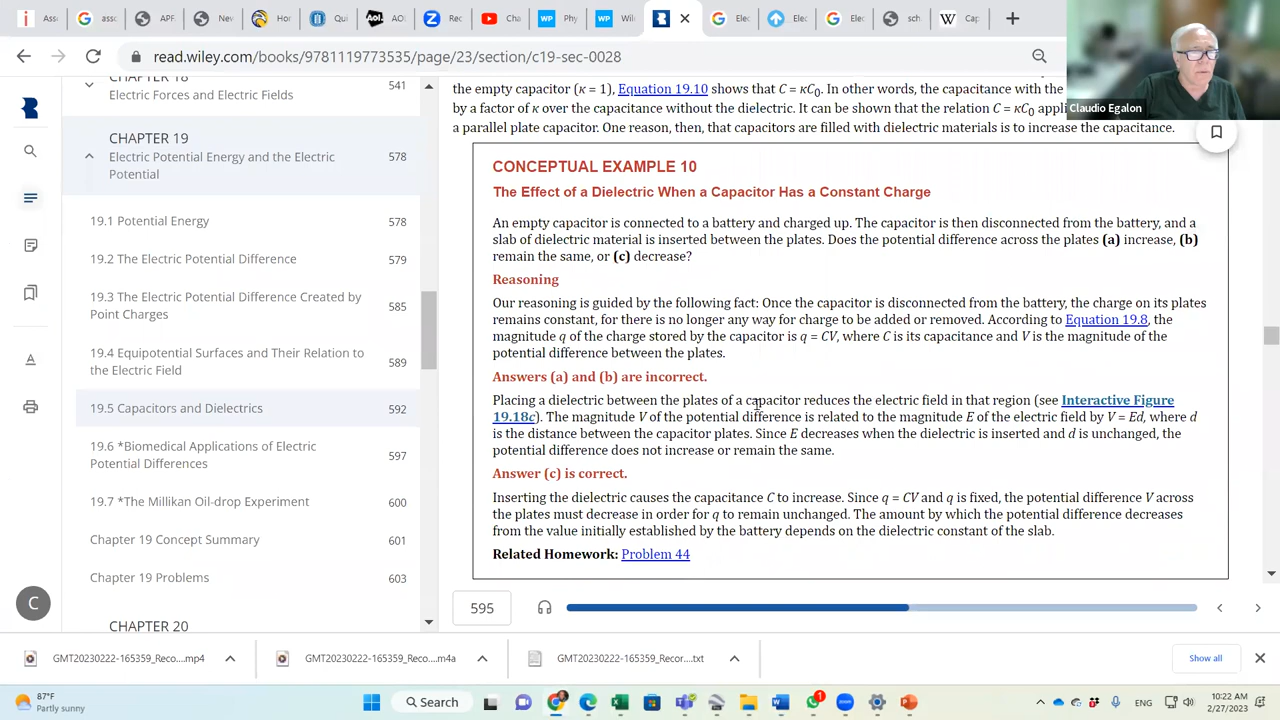 Ass
G ass
APF
Nev
Hor
Qui
Aol. AO
Rec
Cha
WP Phy
WP Wile
G Elec
Elec
G Elec
sch
W Cap
read.wiley.com/books/9781119773535/page/23/section/c19-sec-0028
Claudio Egalon
CHAPTER 18
Electric Forces and Electric Fields
541
CHAPTER 19
Electric Potential Energy and the Electric
Potential
578
19.1 Potential Energy
578
19.2 The Electric Potential Difference
579
19.3 The Electric Potential Difference Created by
Point Charges
585
19.4 Equipotential Surfaces and Their Relation to
the Electric Field
589
19.5 Capacitors and Dielectrics
592
19.6 *Biomedical Applications of Electric
Potential Differences
597
19.7 *The Millikan Oil-drop Experiment
600
Chapter 19 Concept Summary
601
Chapter 19 Problems
603
CHAPTER 20
A
C
the empty capacitor (κ = 1), Equation 19.10 shows that C = κC0. In other words, the capacitance with the
by a factor of κ over the capacitance without the dielectric. It can be shown that the relation C = κC0 appl
a parallel plate capacitor. One reason, then, that capacitors are filled with dielectric materials is to increase the capacitance.
CONCEPTUAL EXAMPLE 10
The Effect of a Dielectric When a Capacitor Has a Constant Charge
An empty capacitor is connected to a battery and charged up. The capacitor is then disconnected from the battery, and a
slab of dielectric material is inserted between the plates. Does the potential difference across the plates (a) increase, (b)
remain the same, or (c) decrease?
Reasoning
Our reasoning is guided by the following fact: Once the capacitor is disconnected from the battery, the charge on its plates
remains constant, for there is no longer any way for charge to be added or removed. According to Equation 19.8, the
magnitude q of the charge stored by the capacitor is q = CV, where C is its capacitance and V is the magnitude of the
potential difference between the plates.
Answers (a) and (b) are incorrect.
Placing a dielectric between the plates of a capacitor reduces the electric field in that region (see Interactive Figure
19.18c). The magnitude V of the potential difference is related to the magnitude E of the electric field by V = Ed, where d
is the distance between the capacitor plates. Since E decreases when the dielectric is inserted and d is unchanged, the
potential difference does not increase or remain the same.
Answer (c) is correct.
Inserting the dielectric causes the capacitance C to increase. Since q = CV and q is fixed, the potential difference V across
the plates must decrease in order for q to remain unchanged. The amount by which the potential difference decreases
from the value initially established by the battery depends on the dielectric constant of the slab.
Related Homework: Problem 44
595
GMT20230222-165359_Reco....mp4
GMT20230222-165359_Reco....m4a
GMT20230222-165359_Recor....txt
Show all
87°F
Partly sunny
Search
1
ENG
10:22 AM
2/27/2023